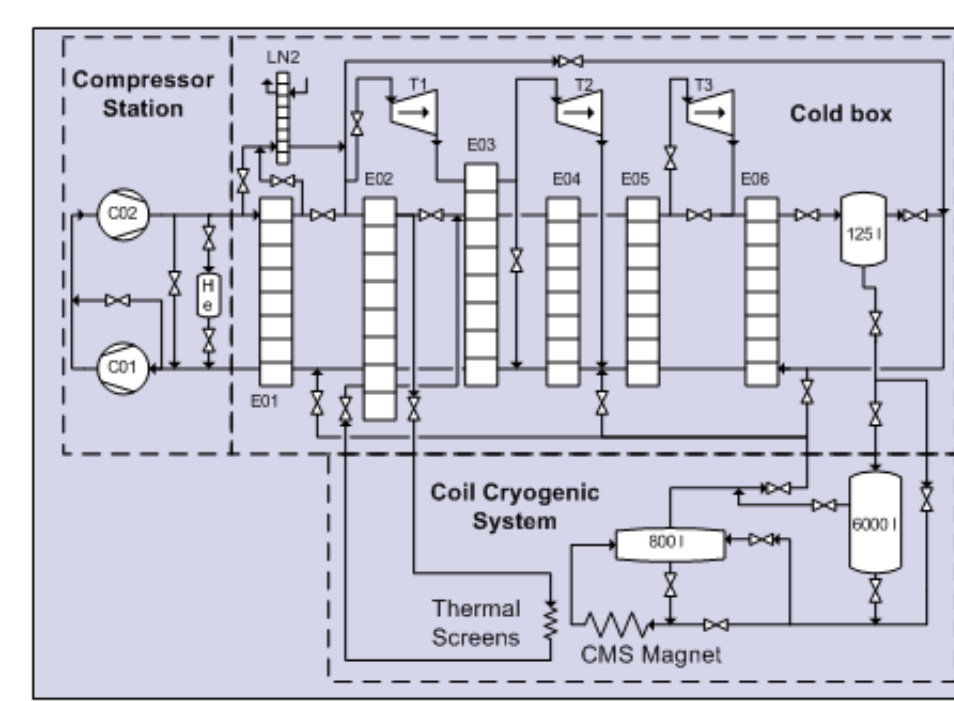 Compressor
Station
LN2
T1
T2
T3
Cold box
E03
E02
E04
E05
E06
C02
125 l
H
e
C01
E01
Coil Cryogenic
System
6000 l
800 l
Thermal
Screens
CMS Magnet